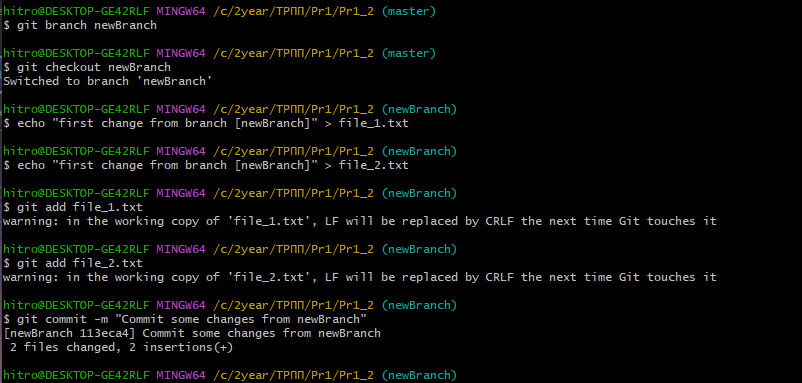 hitro@DESKTOP-GE42RLF MINGW64 /c/2year/ТРПП/Pr1/Pr1_2 (master)
$ git branch newBranch
hitro@DESKTOP-GE42RLF MINGW64 /c/2year/ТРПП/Pr1/Pr1_2 (master)
$ git checkout newBranch
Switched to branch 'newBranch'
hitro@DESKTOP-GE42RLF MINGW64 /c/2year/ТРПП/Pr1/Pr1_2 (newBranch)
$ echo "first change from branch [newBranch]" > file_1.txt
hitro@DESKTOP-GE42RLF MINGW64 /c/2year/ТРПП/Pr1/Pr1_2 (newBranch)
$ echo "first change from branch [newBranch]" > file_2.txt
hitro@DESKTOP-GE42RLF MINGW64 /c/2year/ТРПП/Pr1/Pr1_2 (newBranch)
$ git add file_1.txt
warning: in the working copy of 'file_1.txt', LF will be replaced by CRLF the next time Git touches it
hitro@DESKTOP-GE42RLF MINGW64 /c/2year/ТРПП/Pr1/Pr1_2 (newBranch)
$ git add file_2.txt
warning: in the working copy of 'file_2.txt', LF will be replaced by CRLF the next time Git touches it
hitro@DESKTOP-GE42RLF MINGW64 /c/2year/ТРПП/Pr1/Pr1_2 (newBranch)
$ git commit -m "Commit some changes from newBranch"
[newBranch 113eca4] Commit some changes from newBranch
 2 files changed, 2 insertions(+)
hitro@DESKTOP-GE42RLF MINGW64 /c/2year/ТРПП/Pr1/Pr1_2 (newBranch)